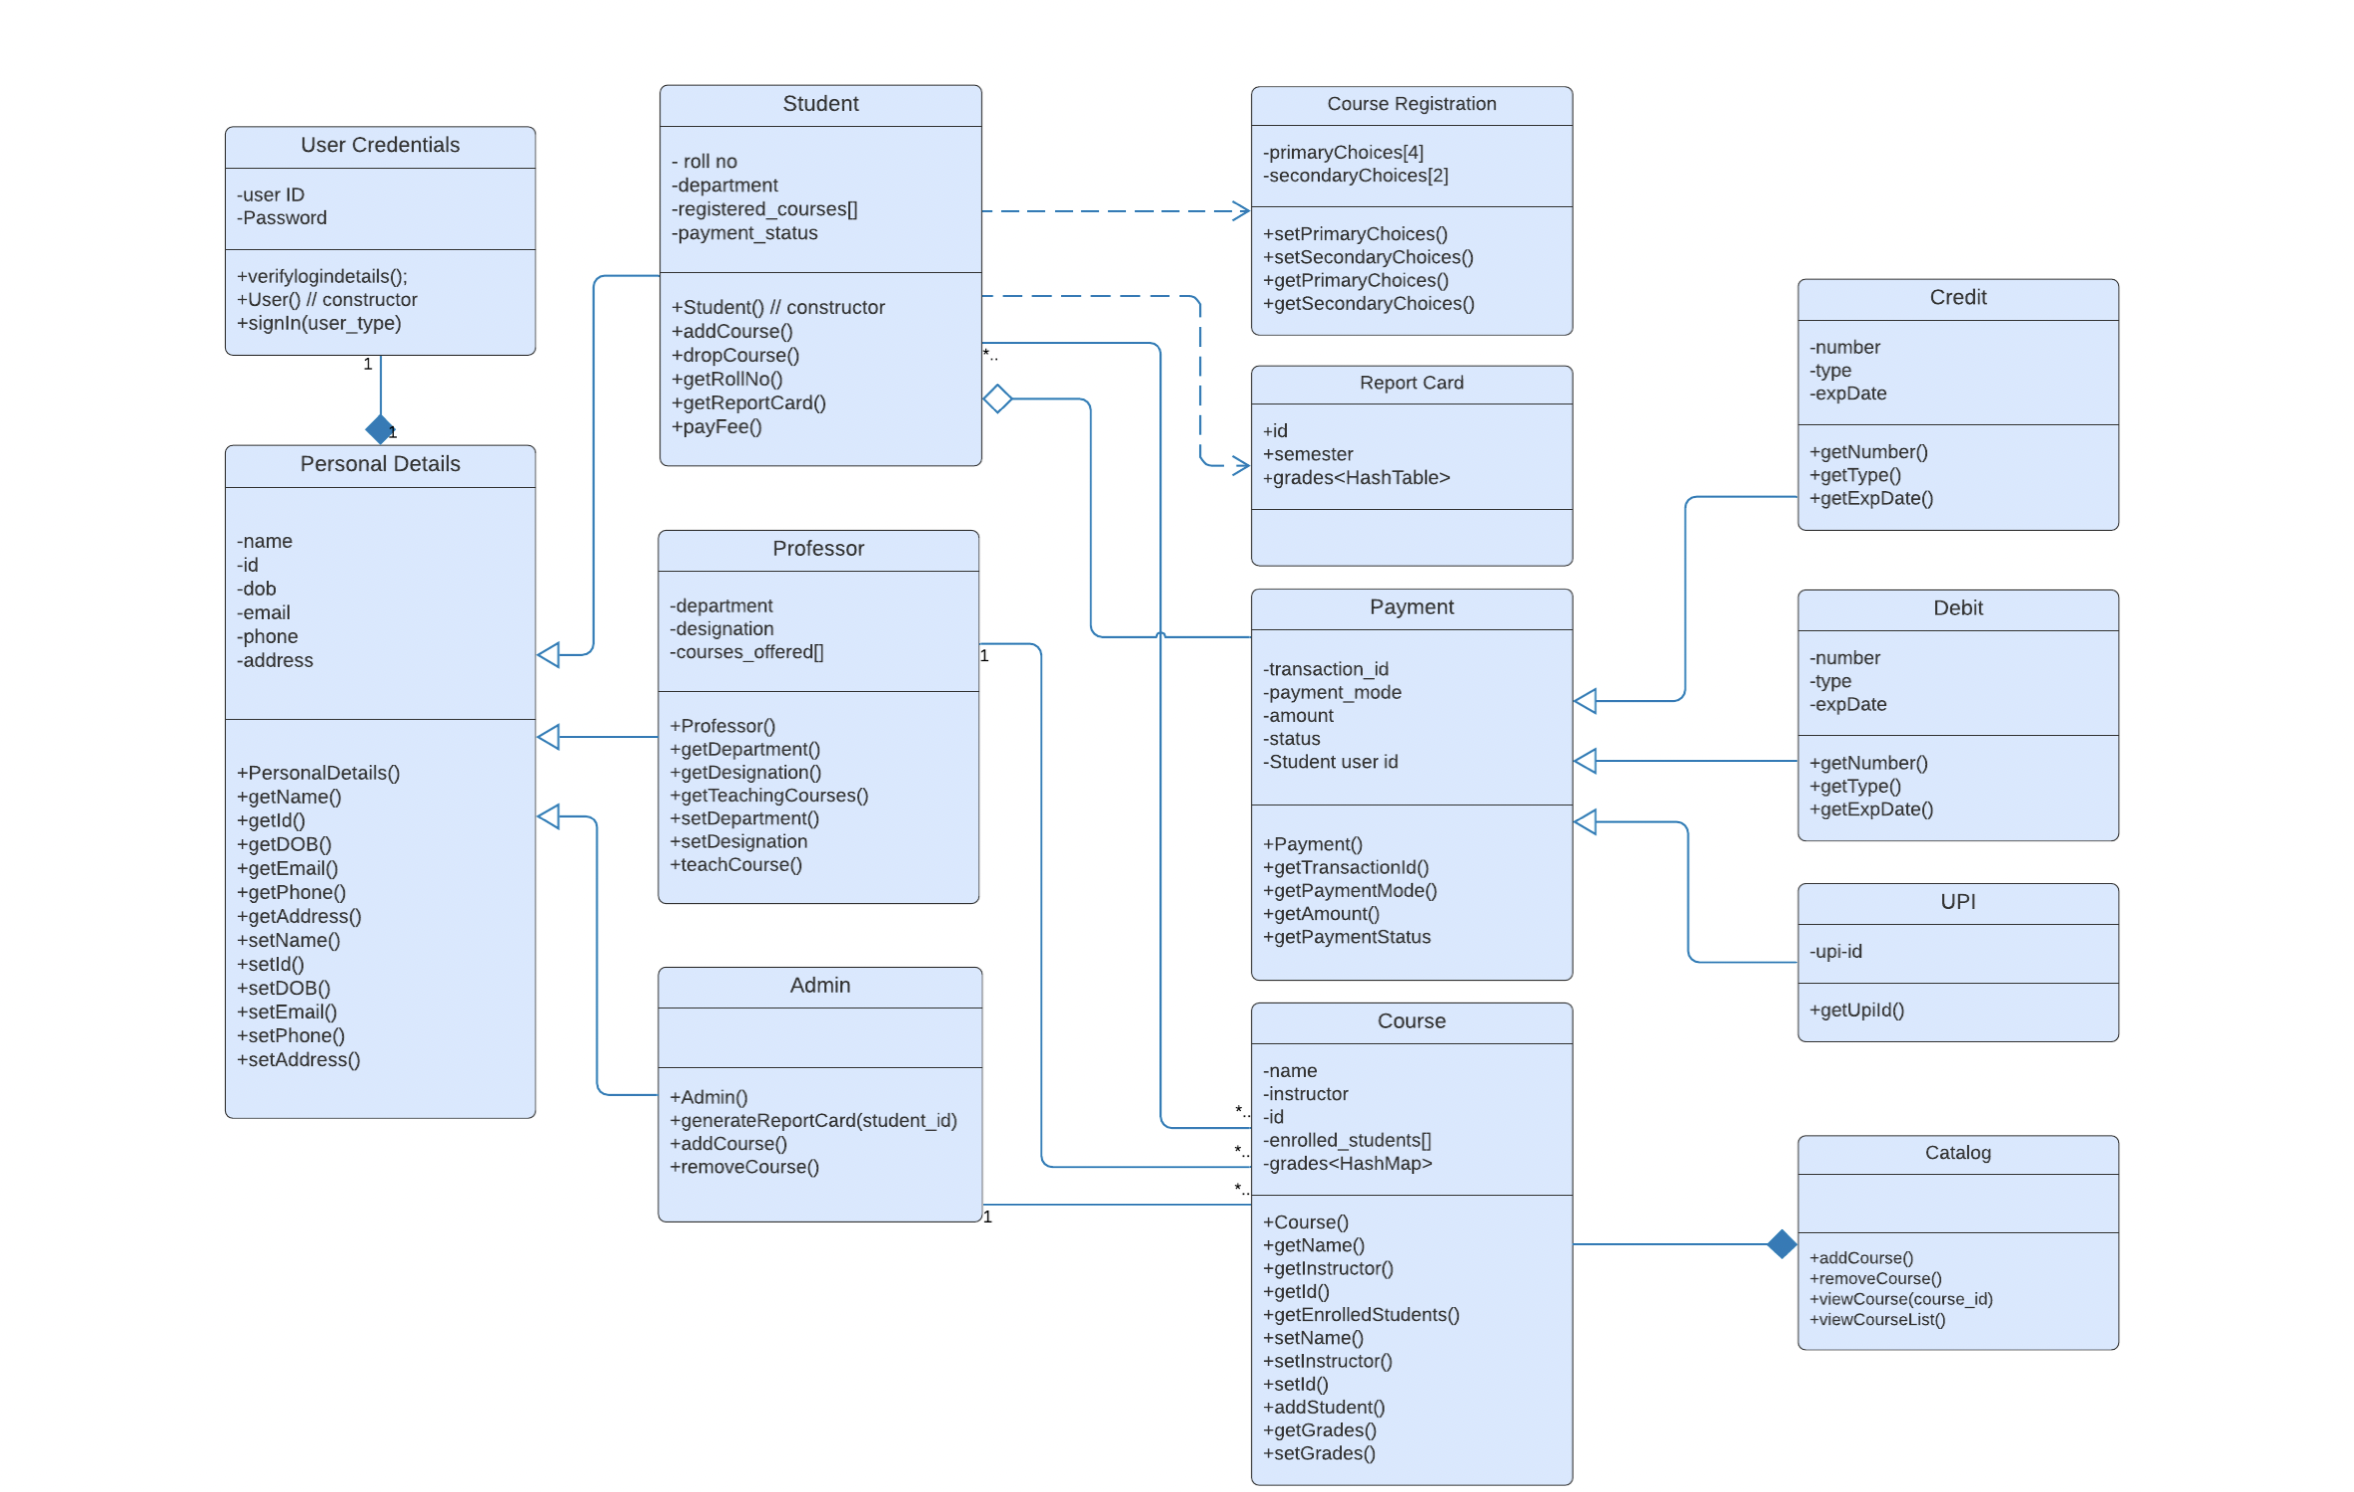 User Credentials
-user ID
-Password
+verifylogindetails();
+User() // constructor
+signIn(user_type)
1
1
Personal Details
-name
-id
-dob
-email
-phone
-address
+PersonalDetails()
+getName()
+getId()
+getDOB()
+getEmail()
+getPhone()
+getAddress()
+setName()
+setId()
+setDOB()
+setEmail()
+setPhone()
+setAddress()
Student
- roll no
-department
-registered_courses[]
-payment_status
+Student() // constructor
+addCourse()
+dropCourse()
+getRollNo()
+getReportCard()
+payFee()
*..
Professor
-department
-designation
-courses_offered[]
+Professor()
+getDepartment()
+getDesignation()
+getTeachingCourses()
+setDepartment()
+setDesignation
+teachCourse()
1
Admin
+Admin()
+generateReportCard(student_id)
+addCourse()
+removeCourse()
1
Course Registration
-primaryChoices[4]
-secondaryChoices[2]
+setPrimaryChoices()
+setSecondaryChoices()
+getPrimaryChoices()
+getSecondaryChoices()
Report Card
+id
+semester
+grades<HashTable>
Payment
-transaction_id
-payment_mode
-amount
-status
-Student user id
+Payment()
+getTransactionId()
+getPaymentMode()
+getAmount()
+getPaymentStatus
*..
*..
*..
Course
-name
-instructor
-id
-enrolled_students[]
-grades<HashMap>
+Course()
+getName()
+getInstructor()
+getId()
+getEnrolledStudents()
+setName()
+setInstructor()
+setId()
+addStudent()
+getGrades()
+setGrades()
Credit
-number
-type
-expDate
+getNumber()
+getType()
+getExpDate()
Debit
-number
-type
-expDate
+getNumber()
+getType()
+getExpDate()
UPI
-upi-id
+getUpiId()
Catalog
+addCourse()
+removeCourse()
+viewCourse(course_id)
+viewCourseList()